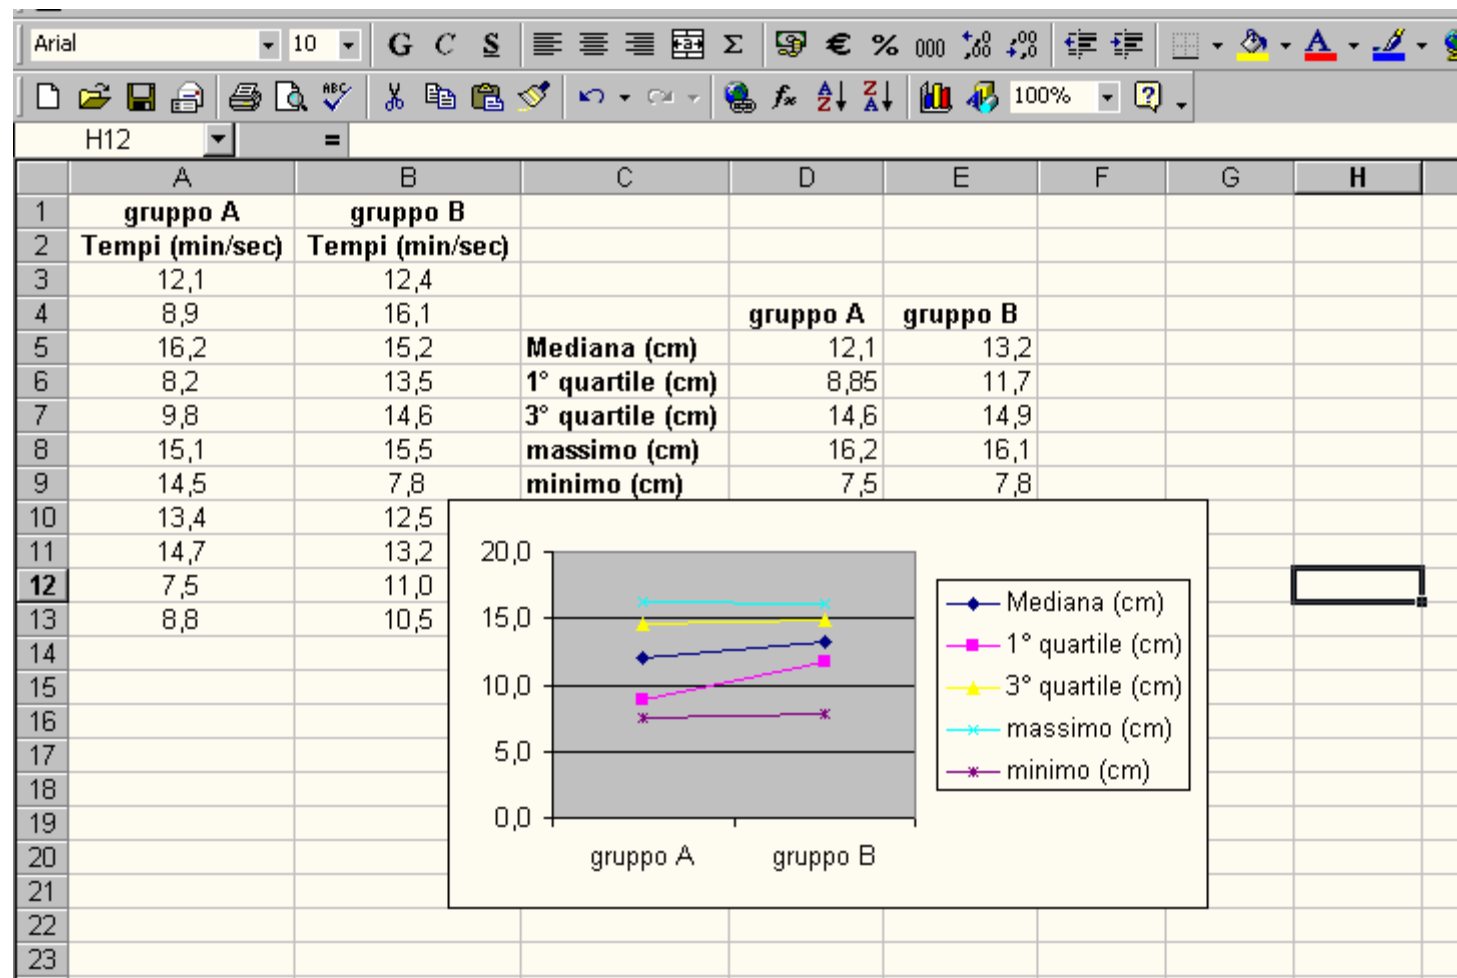 Arial 10 G C S Σ € % 000
ABC fx A Z Z A 100% ?
H12 =
A B C D E F G H
1 gruppo A gruppo B
2 Tempi (min/sec) Tempi (min/sec)
3 12,1 12,4
4 8,9 16,1 gruppo A gruppo B
5 16,2 15,2 Mediana (cm) 12,1 13,2
6 8,2 13,5 1° quartile (cm) 8,85 11,7
7 9,8 14,6 3° quartile (cm) 14,6 14,9
8 15,1 15,5 massimo (cm) 16,2 16,1
9 14,5 7,8 minimo (cm) 7,5 7,8
10 13,4 12,5
11 14,7 13,2
12 7,5 11,0
13 8,8 10,5
14
15
16
17
18
19
20
21
22
23
20,0
15,0
10,0
5,0
0,0
gruppo A gruppo B
Mediana (cm)
1° quartile (cm)
3° quartile (cm)
massimo (cm)
minimo (cm)